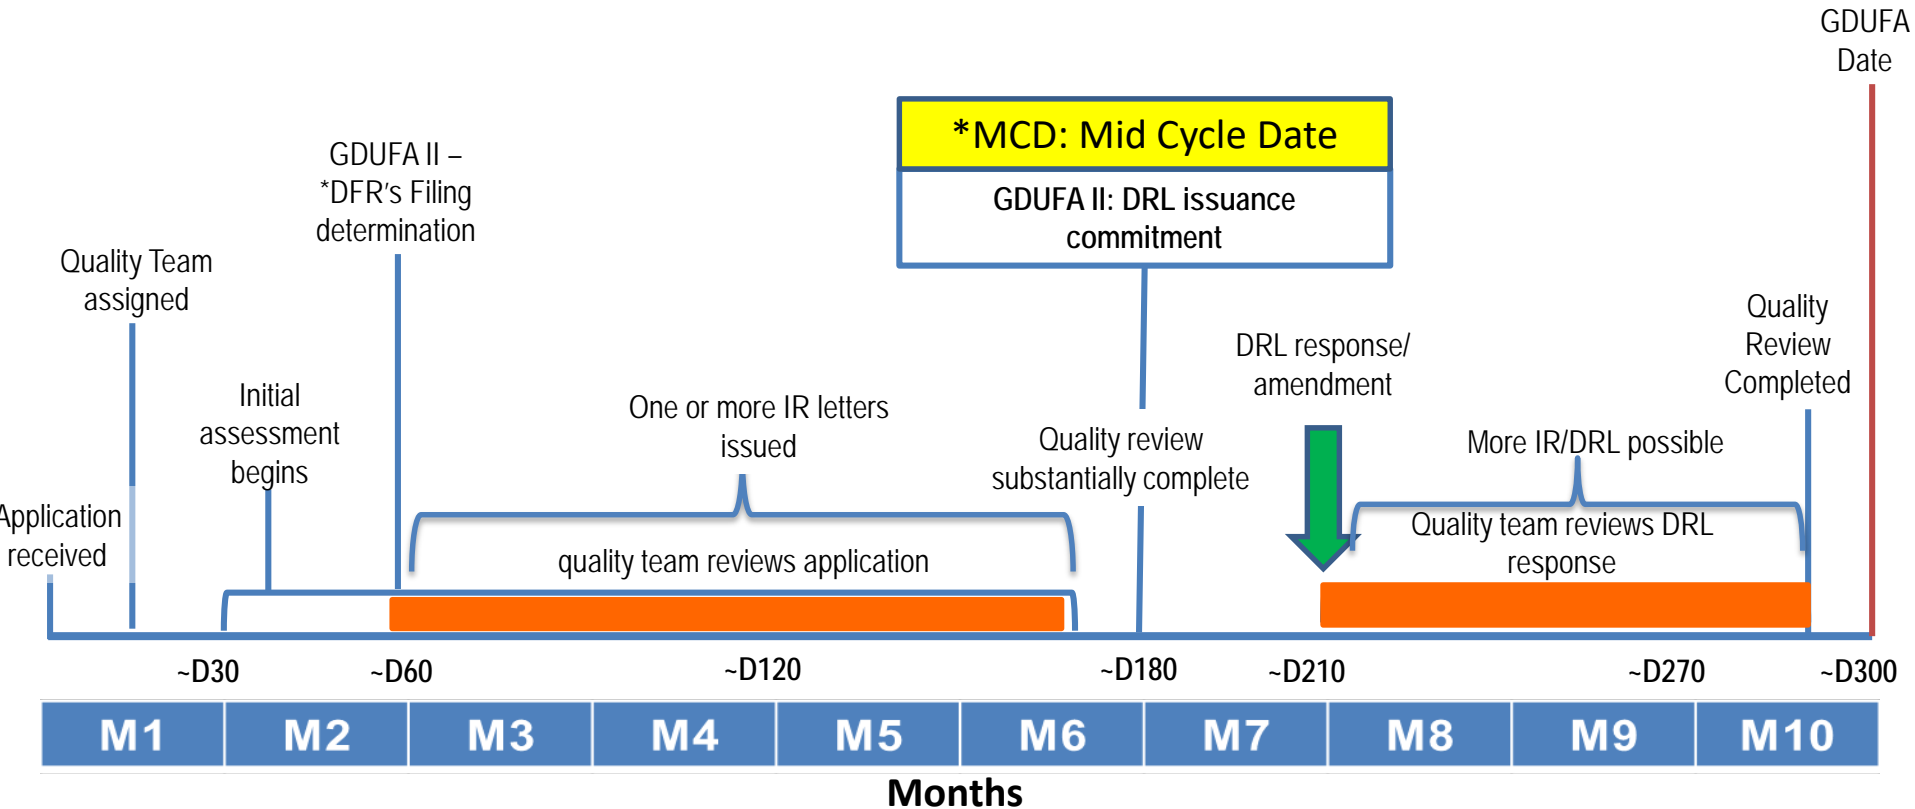 GDUFA
Date
*MCD: Mid Cycle Date
GDUFA II: DRL issuance
commitment
GDUFA II –
*DFR's Filing
determination
Quality Team
assigned
Initial
assessment
begins
Application
received
One or more IR letters
issued
quality team reviews application
Quality review
substantially complete
DRL response/
amendment
More IR/DRL possible
Quality team reviews DRL
response
Quality
Review
Completed
~D30 ~D60 ~D120 ~D180 ~D210 ~D270 ~D300
M1 M2 M3 M4 M5 M6 M7 M8 M9 M10
Months